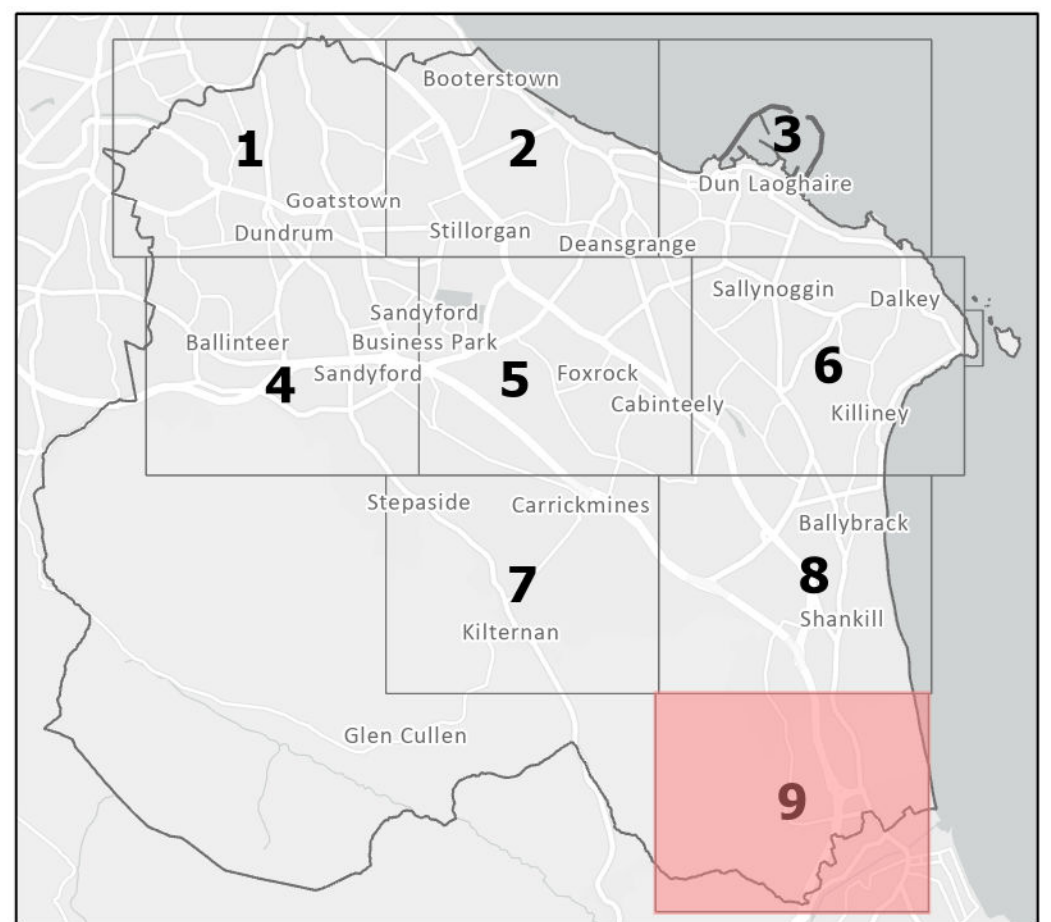 Booterstown
1
2
3
Dun Laoghaire
Goatstown
Dundrum
Stillorgan
Deansgrange
Sallynoggin
Dalkey
Sandyford
Business Park
Ballinteer
Sandyford
4
5
Foxrock
6
Cabinteely
Killiney
Stepaside
Carrickmines
Ballybrack
7
8
Shankill
Kilternan
Glen Cullen
9